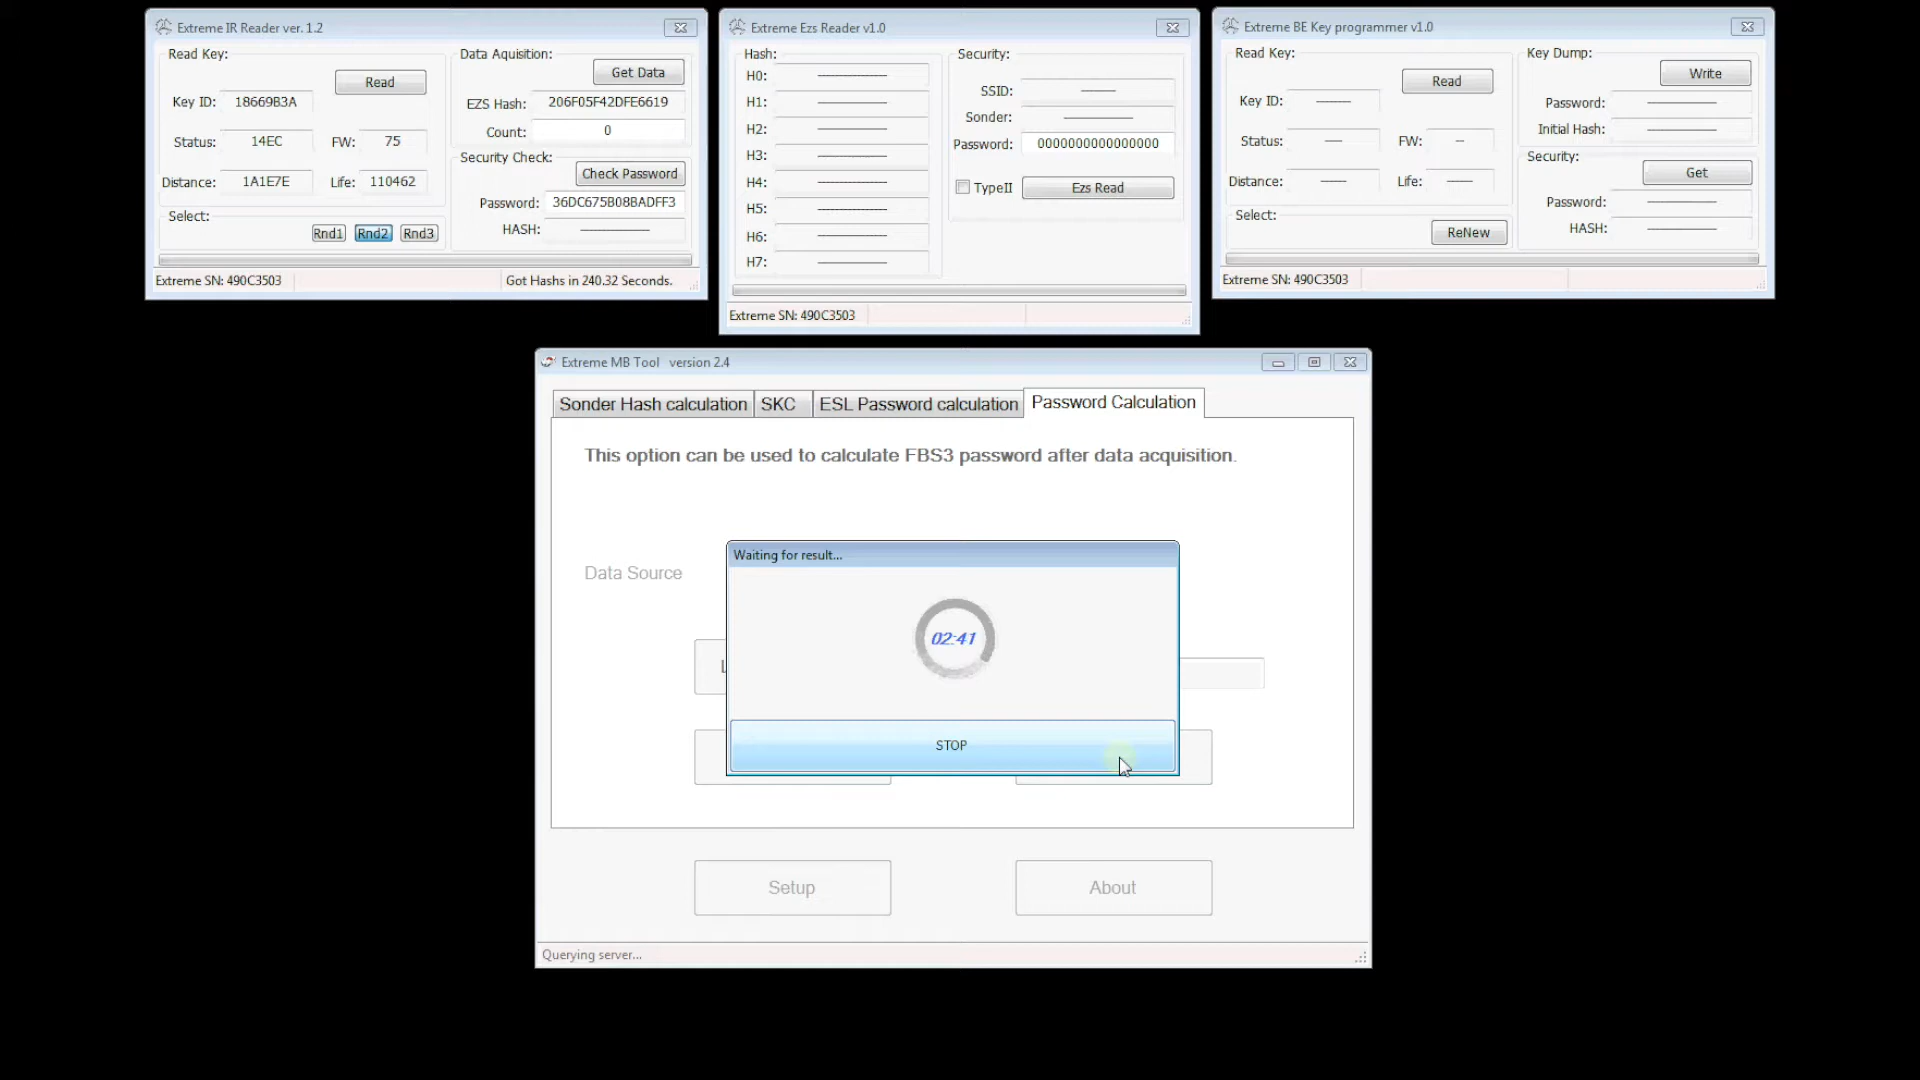 Extreme IR Reader ver. 1.2
Read Key:
Read
Key ID: 18669B3A
Status: 14EC FW: 75
Distance: 1A1E7E Life: 110462
Select:
Rnd1 Rnd2 Rnd3
Data Aquisition:
Get Data
EZS Hash: 206F05F42DFE6619
Count: 0
Security Check:
Check Password
Password: 36DC675B08BADFF3
HASH: ----------------
Extreme SN: 490C3503
Got Hashs in 240.32 Seconds.
Extreme Ezs Reader v1.0
Hash:
H0: ----------------
H1: ----------------
H2: ----------------
H3: ----------------
H4: ----------------
H5: ----------------
H6: ----------------
H7: ----------------
Security:
SSID: --------
Sonder: ----------------
Password: 0000000000000000
TypeII Ezs Read
Extreme SN: 490C3503
Extreme BE Key programmer v1.0
Read Key:
Read
Key ID: --------
Status: ---- FW: --
Distance: ------ Life: ------
Select:
ReNew
Key Dump:
Write
Password: ----------------
Initial Hash: ----------------
Security:
Get
Password: ----------------
HASH: ----------------
Extreme SN: 490C3503
Extreme MB Tool version 2.4
Sonder Hash calculation SKC ESL Password calculation Password Calculation
This option can be used to calculate FBS3 password after data acquisition.
Data Source
Waiting for result...
02:41
STOP
Setup About
Querying server...